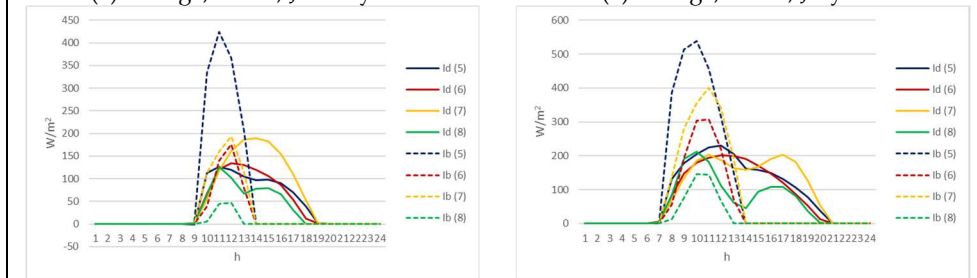 450
400
350
300
250
200
150
100
50
0
-50
W/m²
1 2 3 4 5 6 7 8 9 10 11 12 13 14 15 16 17 18 19 20 21 22 23 24
h
Id (5)
Id (6)
Id (7)
Id (8)
Ib (5)
Ib (6)
Ib (7)
Ib (8)
600
500
400
300
200
100
0
W/m²
1 2 3 4 5 6 7 8 9 10 11 12 13 14 15 16 17 18 19 20 21 22 23 24
h
Id (5)
Id (6)
Id (7)
Id (8)
Ib (5)
Ib (6)
Ib (7)
Ib (8)